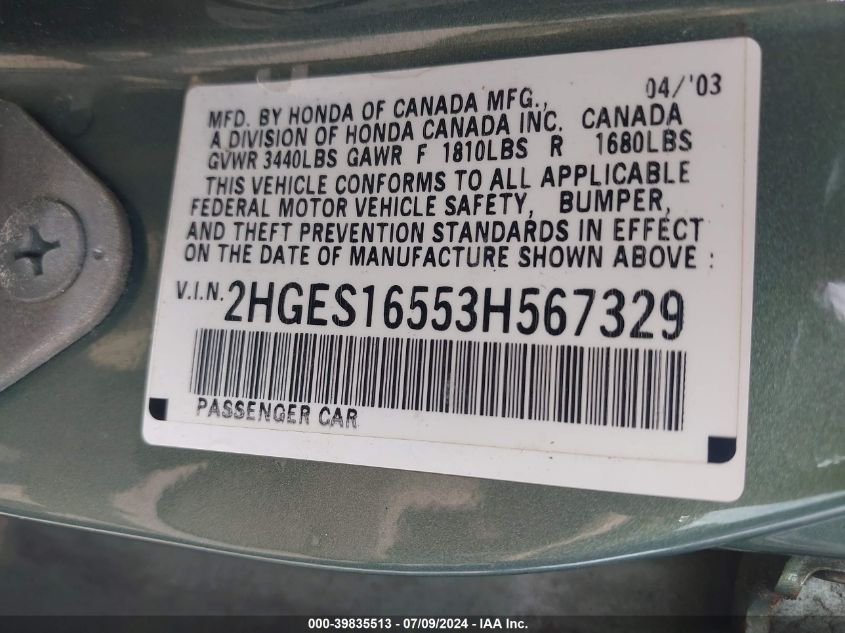 04/'03
MFD. BY HONDA OF CANADA MFG.,
A DIVISION OF HONDA CANADA INC. CANADA
GVWR 3440LBS GAWR F 1810LBS R 1680LBS
THIS VEHICLE CONFORMS TO ALL APPLICABLE
FEDERAL MOTOR VEHICLE SAFETY, BUMPER,
AND THEFT PREVENTION STANDARDS IN EFFECT
ON THE DATE OF MANUFACTURE SHOWN ABOVE :
V.I.N. 2HGES16553H567329
PASSENGER CAR
000-39835513 - 07/09/2024 - IAA Inc.